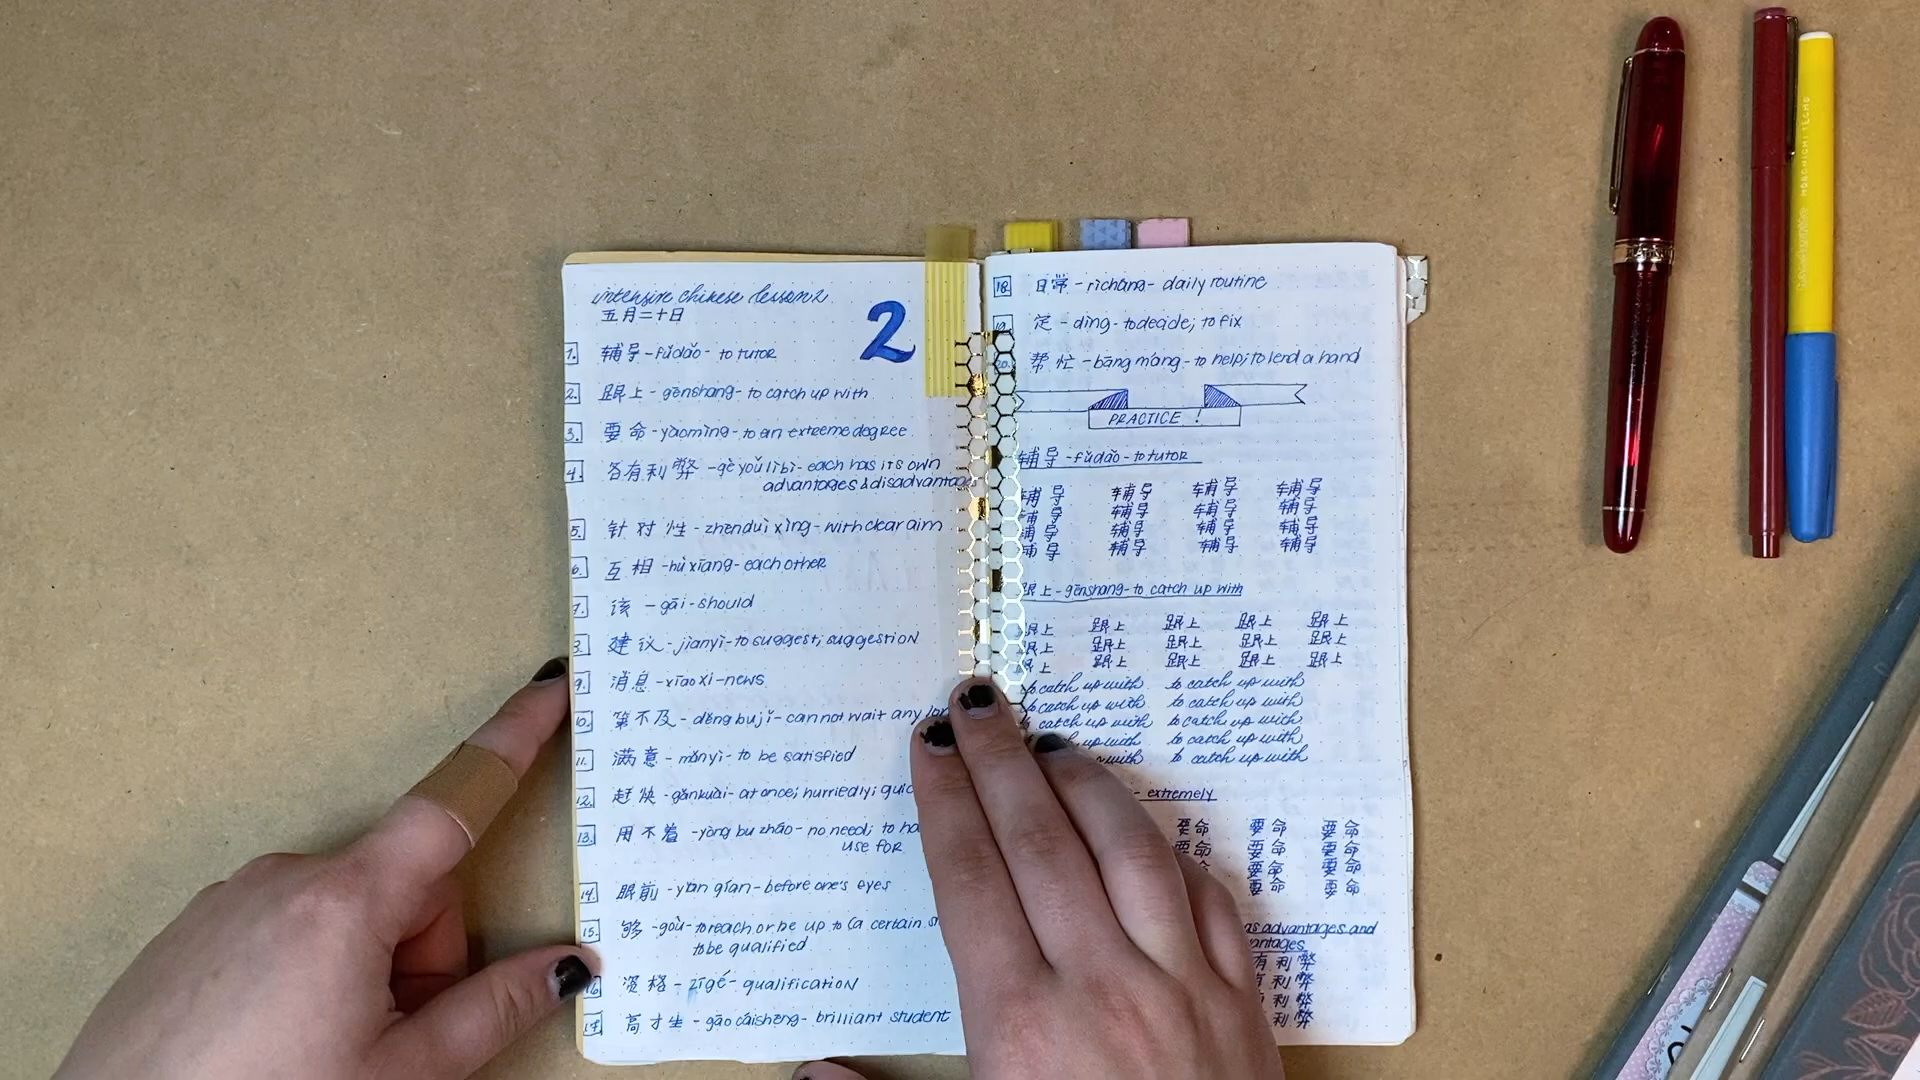 intensive chinese lesson 2
五月二十日
2
1. 辅导 - fǔdǎo - to tutor
2. 跟上 - gēnshang - to catch up with
3. 要命 - yàomìng - to an extreme degree
4. 各有利弊 - gè yǒu lì bì - each has its own
advantages & disadvantages
5. 针对性 - zhēnduì xìng - with clear aim
6. 互相 - hù xiāng - each other
7. 该 - gāi - should
8. 建议 - jiànyì - to suggest; suggestion
9. 消息 - xiāoxi - news
10. 等不及 - děng bují - can not wait any
11. 满意 - mǎnyì - to be satisfied
12. 赶快 - gǎnkuài - at once; hurriedly;
13. 用不着 - yòng bu zháo - no need; to
use for
14. 眼前 - yǎn qián - before one's eyes
15. 够 - gòu - to reach or be up to (a certain
to be qualified
16. 资格 - zīgé - qualification
17. 高才生 - gāo cáishēng - brilliant student
18. 日常 - rìcháng - daily routine
19. 定 - dìng - to decide; to fix
20. 帮忙 - bāng máng - to help; to lend a hand
PRACTICE!
辅导 - fǔdǎo - to tutor
辅导 辅导 辅导 辅导
辅导 辅导 辅导 辅导
辅导 辅导 辅导 辅导
辅导 辅导 辅导 辅导
跟上 - gēnshang - to catch up with
跟上 跟上 跟上 跟上 跟上
跟上 跟上 跟上 跟上 跟上
跟上 跟上 跟上 跟上 跟上
to catch up with to catch up with
to catch up with to catch up with
to catch up with to catch up with
up with to catch up with
with to catch up with
- extremely
要命 要命 要命
要命 要命 要命
要命 要命
要命 要命
as advantages and
有利弊
有利弊
利弊
利弊